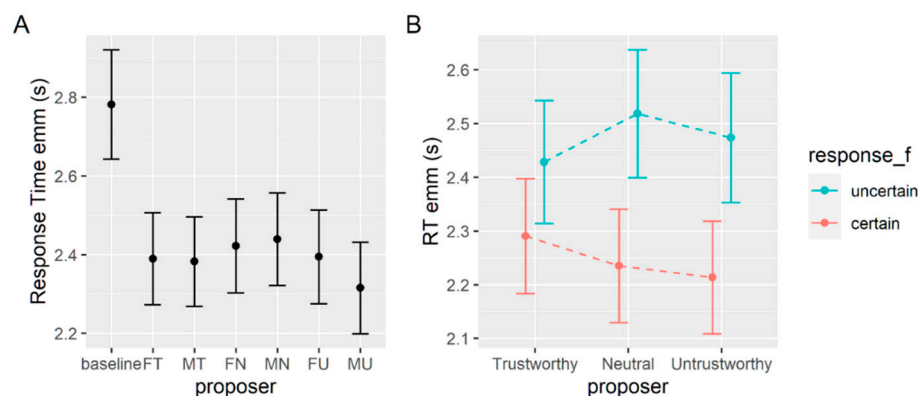 A
Response Time emm (s)
2.8
2.6
2.4
2.2
baseline FT MT FN MN FU MU
proposer
B
RT emm (s)
2.6
2.5
2.4
2.3
2.2
2.1
Trustworthy Neutral Untrustworthy
proposer
response_f
uncertain
certain